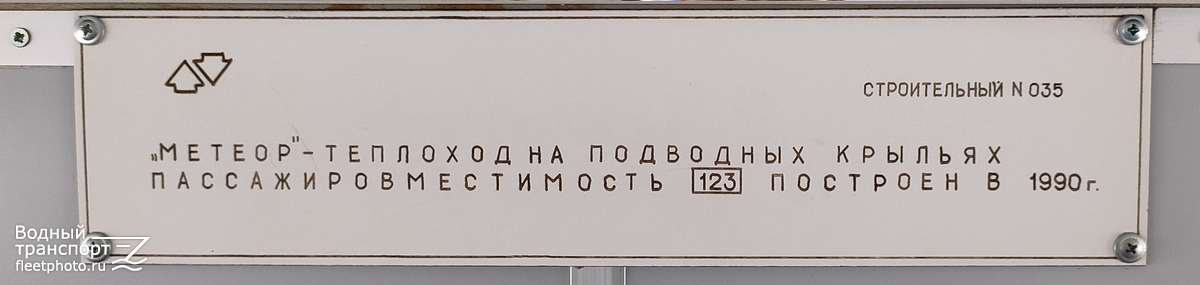 СТРОИТЕЛЬНЫЙ N 035
„МЕТЕОР"-ТЕПЛОХОД НА ПОДВОДНЫХ КРЫЛЬЯХ
ПАССАЖИРОВМЕСТИМОСТЬ 123 ПОСТРОЕН В 1990 г.
Водный
транспорт
fleetphoto.ru